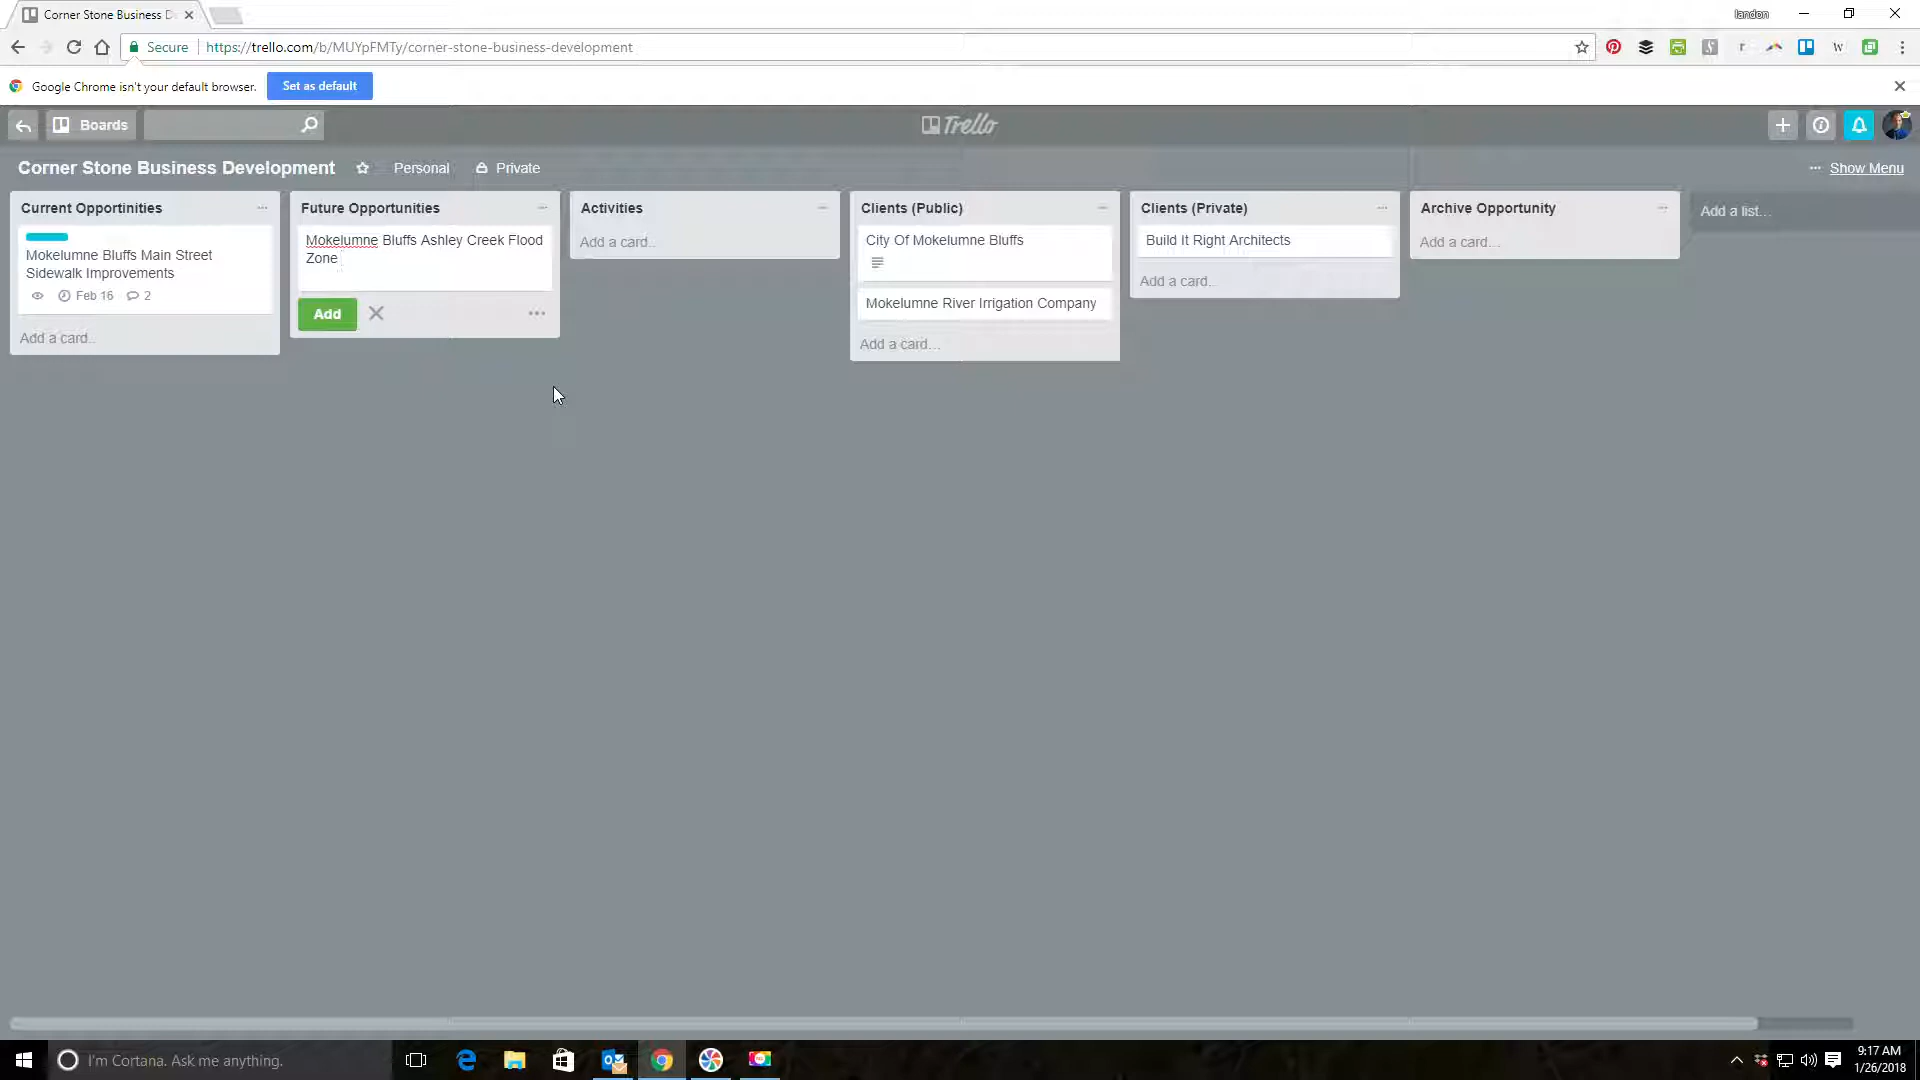 Corner Stone Business D
landon
Secure
https://trello.com/b/MUYpFMTy/corner-stone-business-development
Google Chrome isn't your default browser.
Set as default
Boards
Trello
Corner Stone Business Development
Personal
Private
Show Menu
Current Opportinities
Mokelumne Bluffs Main Street
Sidewalk Improvements
Feb 16
2
Add a card..
Future Opportunities
Mokelumne Bluffs Ashley Creek Flood
Zone
Add
Activities
Add a card..
Clients (Public)
City Of Mokelumne Bluffs
Mokelumne River Irrigation Company
Add a card...
Clients (Private)
Build It Right Architects
Add a card...
Archive Opportunity
Add a card...
Add a list...
I'm Cortana. Ask me anything.
9:17 AM
1/26/2018